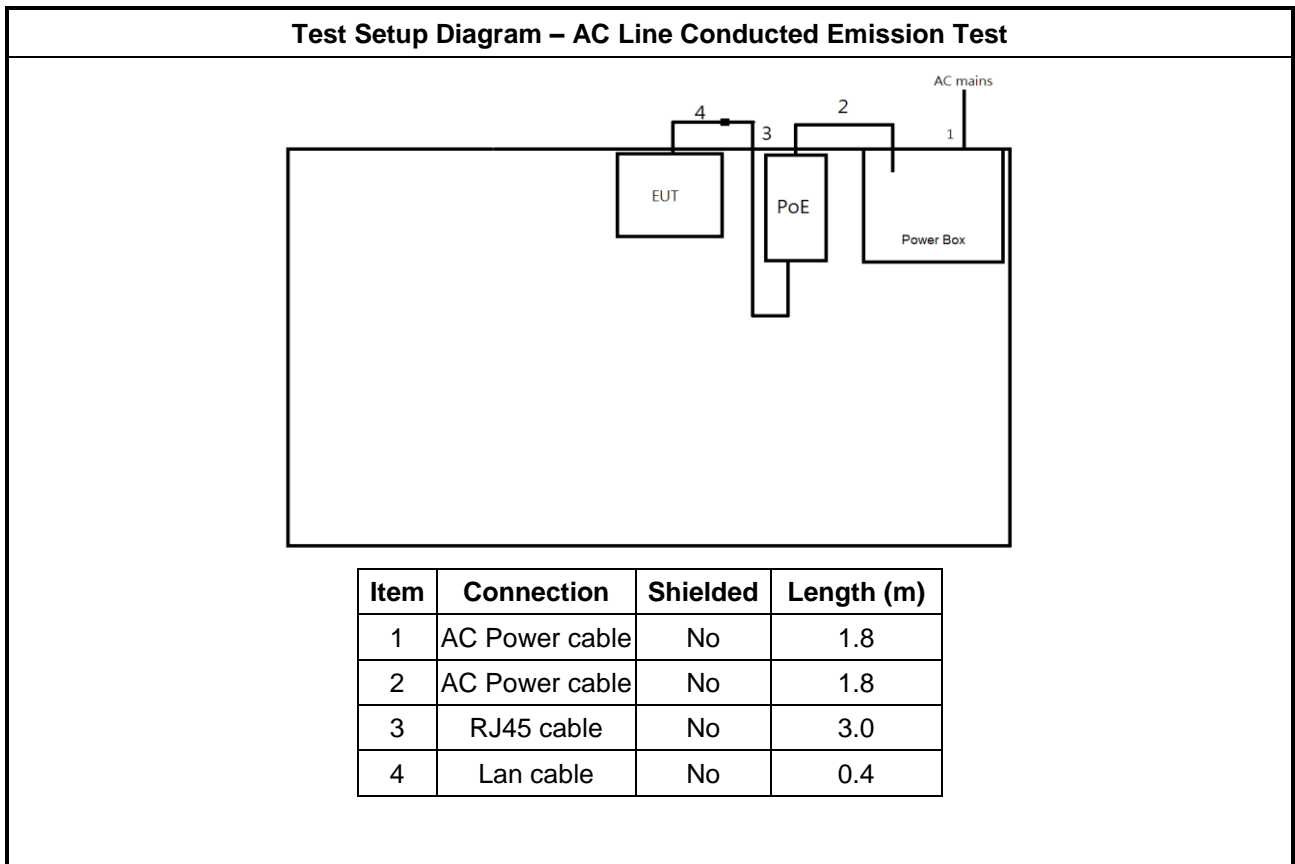 Test Setup Diagram – AC Line Conducted Emission Test
AC mains
4
2
3
1
EUT
PoE
Power Box
Item Connection Shielded Length (m)
1 AC Power cable No 1.8
2 AC Power cable No 1.8
3 RJ45 cable No 3.0
4 Lan cable No 0.4